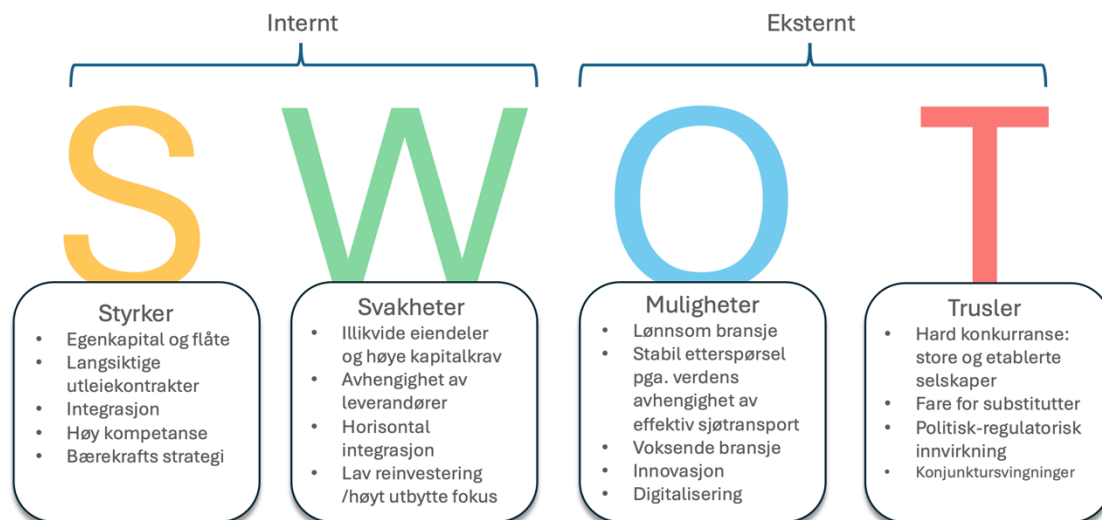 Internt
Eksternt
S
W
O
T
Styrker
• Egenkapital og flåte
• Langsiktige
utleiekontrakter
• Integrasjon
• Høy kompetanse
• Bærekrafts strategi
Svakheter
• Illikvide eiendeler
og høye kapitalkrav
• Avhengighet av
leverandører
• Horisontal
integrasjon
• Lav reinvestering
/høyt utbytte fokus
Muligheter
• Lønnsom bransje
• Stabil etterspørsel
pga. verdens
avhengighet av
effektiv sjøtransport
• Voksende bransje
• Innovasjon
• Digitalisering
Trusler
• Hard konkurranse:
store og etablerte
selskaper
• Fare for substitutter
• Politisk-regulatorisk
innvirkning
• Konjunktursvingninger